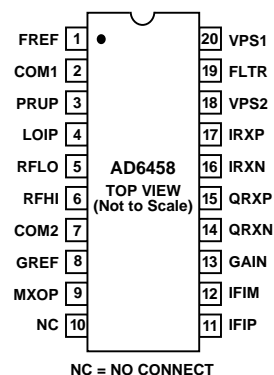 FREF 1 20 VPS1
COM1 2 19 FLTR
PRUP 3 18 VPS2
LOIP 4 17 IRXP
RFLO 5 16 IRXN
RFHI 6 15 QRXP
COM2 7 14 QRXN
GREF 8 13 GAIN
MXOP 9 12 IFIM
NC 10 11 IFIP
AD6458
TOP VIEW
(Not to Scale)
NC = NO CONNECT